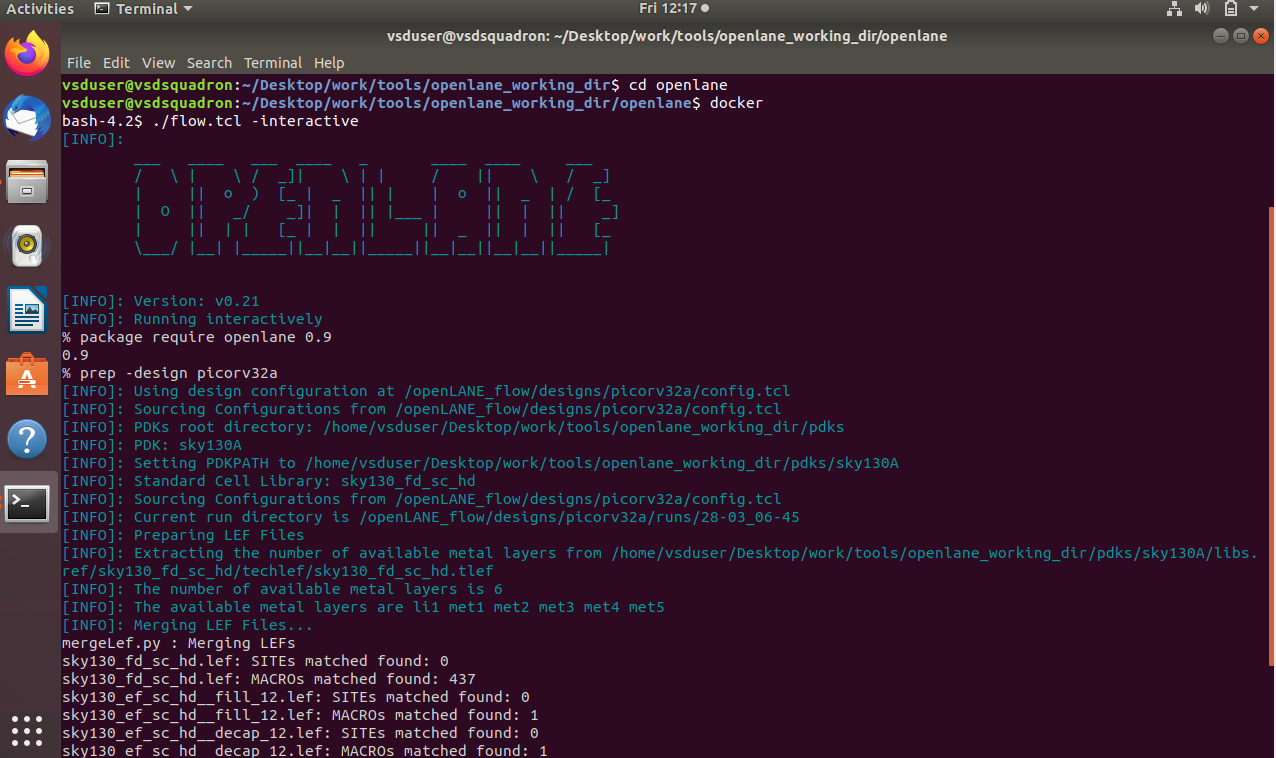 Activities Terminal Fri 12:17
vsduser@vsdsquadron: ~/Desktop/work/tools/openlane_working_dir/openlane
File Edit View Search Terminal Help
vsduser@vsdsquadron:~/Desktop/work/tools/openlane_working_dir$ cd openlane
vsduser@vsdsquadron:~/Desktop/work/tools/openlane_working_dir/openlane$ docker
bash-4.2$ ./flow.tcl -interactive
[INFO]:
OPENLANE
[INFO]: Version: v0.21
[INFO]: Running interactively
% package require openlane 0.9
0.9
% prep -design picorv32a
[INFO]: Using design configuration at /openLANE_flow/designs/picorv32a/config.tcl
[INFO]: Sourcing Configurations from /openLANE_flow/designs/picorv32a/config.tcl
[INFO]: PDKs root directory: /home/vsduser/Desktop/work/tools/openlane_working_dir/pdks
[INFO]: PDK: sky130A
[INFO]: Setting PDKPATH to /home/vsduser/Desktop/work/tools/openlane_working_dir/pdks/sky130A
[INFO]: Standard Cell Library: sky130_fd_sc_hd
[INFO]: Sourcing Configurations from /openLANE_flow/designs/picorv32a/config.tcl
[INFO]: Current run directory is /openLANE_flow/designs/picorv32a/runs/28-03_06-45
[INFO]: Preparing LEF Files
[INFO]: Extracting the number of available metal layers from /home/vsduser/Desktop/work/tools/openlane_working_dir/pdks/sky130A/libs.
ref/sky130_fd_sc_hd/techlef/sky130_fd_sc_hd.tlef
[INFO]: The number of available metal layers is 6
[INFO]: The available metal layers are li1 met1 met2 met3 met4 met5
[INFO]: Merging LEF Files...
mergeLef.py : Merging LEFs
sky130_fd_sc_hd.lef: SITEs matched found: 0
sky130_fd_sc_hd.lef: MACROs matched found: 437
sky130_ef_sc_hd__fill_12.lef: SITEs matched found: 0
sky130_ef_sc_hd__fill_12.lef: MACROs matched found: 1
sky130_ef_sc_hd__decap_12.lef: SITEs matched found: 0
sky130_ef_sc_hd__decap_12.lef: MACROs matched found: 1